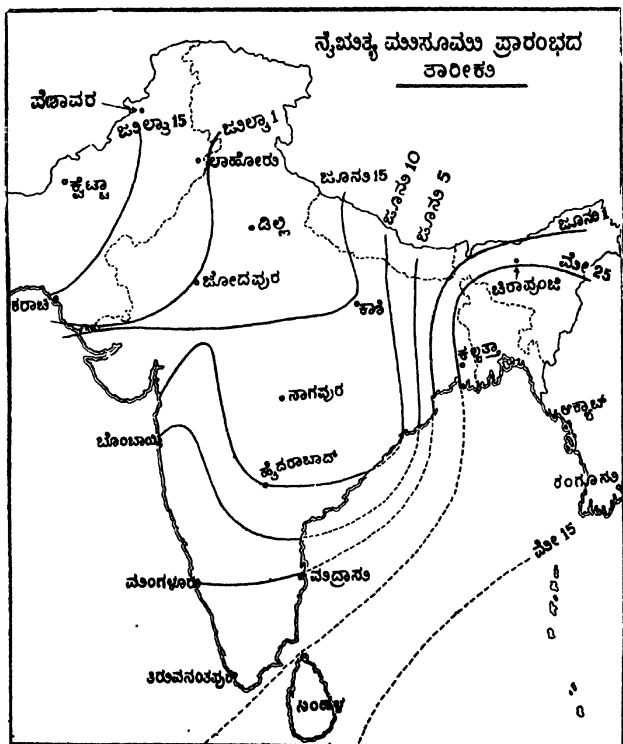 ನೈಋತ್ಯ ಮುಸೂಮು ಪ್ರಾರಂಭದ
ತಾರೀಕು
ಪೆಷಾವರ
ಜುಲೈ 15
ಜುಲೈ 1
ಲಾಹೋರು
ಜೂನು 15
ಜೂನು 10
ಜೂನು 5
ಜೂನು 1
ಕ್ವೆಟ್ಟಾ
ಡಿಲ್ಲಿ
ಮೇ 25
ಚಿರಾಪುಂಜಿ
ಜೋದಪುರ
ಕರಾಚಿ
ಕಾಶಿ
ಕಲ್ಕತ್ತಾ
ನಾಗಪುರ
ಅಕ್ಯಾಬ್
ಬೊಂಬಾಯಿ
ಹೈದರಾಬಾದ್
ರಂಗೂನು
ಮೇ 15
ಮಂಗಳೂರು
ಮದ್ರಾಸು
ತಿರುವನಂತಪುರ
ಸಿಂಹಳ